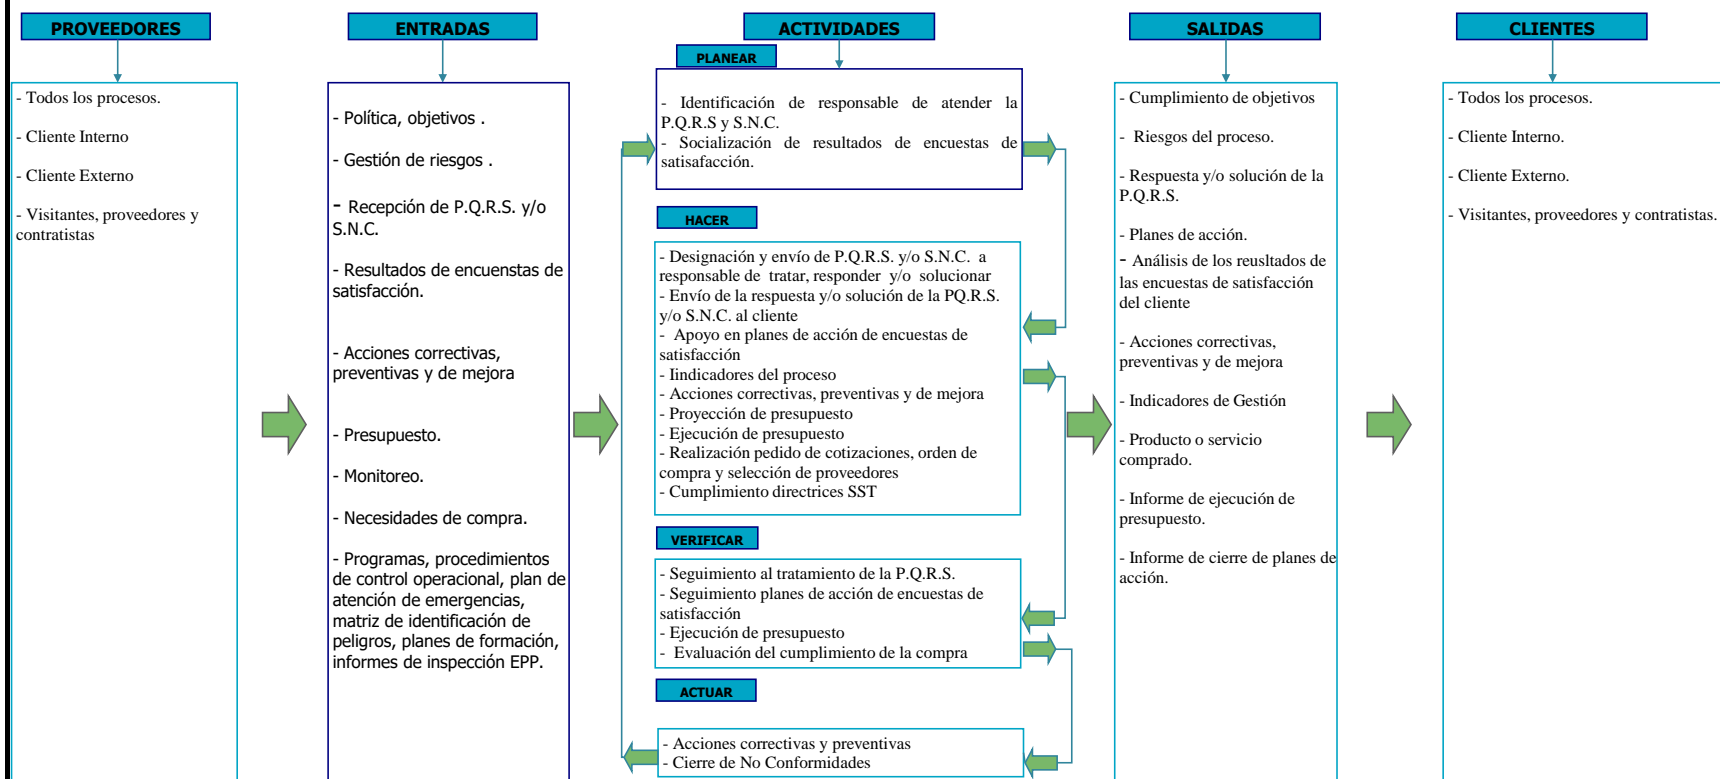 PROVEEDORES
- Todos los procesos.
- Cliente Interno
- Cliente Externo
- Visitantes, proveedores y
contratistas
ENTRADAS
- Política, objetivos .
- Gestión de riesgos .
- Recepción de P.Q.R.S. y/o
S.N.C.
- Resultados de encuenstas de
satisfacción.
- Acciones correctivas,
preventivas y de mejora
- Presupuesto.
- Monitoreo.
- Necesidades de compra.
- Programas, procedimientos
de control operacional, plan de
atención de emergencias,
matriz de identificación de
peligros, planes de formación,
informes de inspección EPP.
ACTIVIDADES
PLANEAR
- Identificación de responsable de atender la
P.Q.R.S y S.N.C.
- Socialización de resultados de encuestas de
satisafacción.
HACER
- Designación y envío de P.Q.R.S. y/o S.N.C. a
responsable de tratar, responder y/o solucionar
- Envío de la respuesta y/o solución de la PQ.R.S.
y/o S.N.C. al cliente
- Apoyo en planes de acción de encuestas de
satisfacción
- Iindicadores del proceso
- Acciones correctivas, preventivas y de mejora
- Proyección de presupuesto
- Ejecución de presupuesto
- Realización pedido de cotizaciones, orden de
compra y selección de proveedores
- Cumplimiento directrices SST
VERIFICAR
- Seguimiento al tratamiento de la P.Q.R.S.
- Seguimiento planes de acción de encuestas de
satisfacción
- Ejecución de presupuesto
- Evaluación del cumplimiento de la compra
ACTUAR
- Acciones correctivas y preventivas
- Cierre de No Conformidades
SALIDAS
- Cumplimiento de objetivos
- Riesgos del proceso.
- Respuesta y/o solución de la
P.Q.R.S.
- Planes de acción.
- Análisis de los reusltados de
las encuestas de satisfacción
del cliente
- Acciones correctivas,
preventivas y de mejora
- Indicadores de Gestión
- Producto o servicio
comprado.
- Informe de ejecución de
presupuesto.
- Informe de cierre de planes de
acción.
CLIENTES
- Todos los procesos.
- Cliente Interno.
- Cliente Externo.
- Visitantes, proveedores y contratistas.